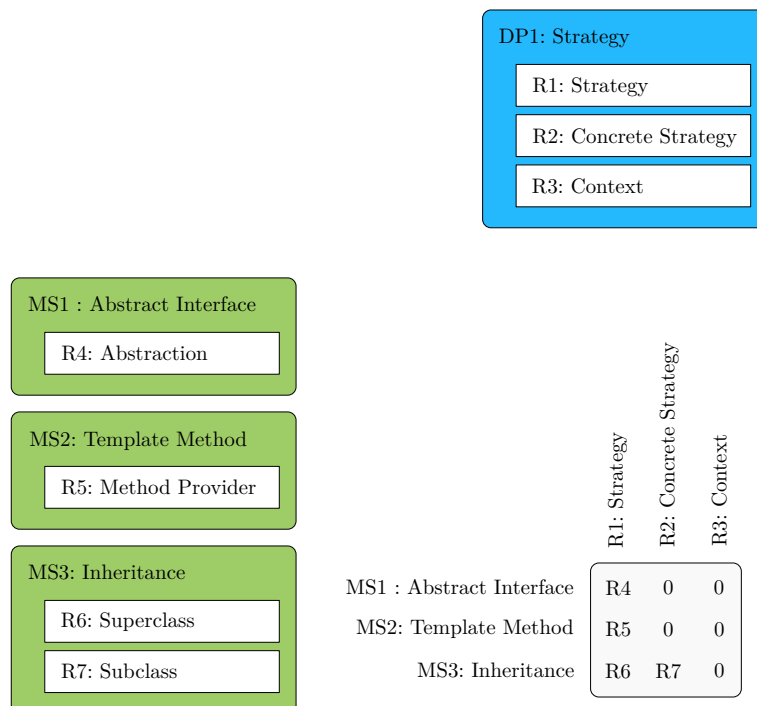 DP1: Strategy
R1: Strategy
R2: Concrete Strategy
R3: Context
MS1 : Abstract Interface
R4: Abstraction
MS2: Template Method
R5: Method Provider
MS3: Inheritance
R6: Superclass
R7: Subclass
R1: Strategy
R2: Concrete Strategy
R3: Context
MS1 : Abstract Interface R4 0 0
MS2: Template Method R5 0 0
MS3: Inheritance R6 R7 0